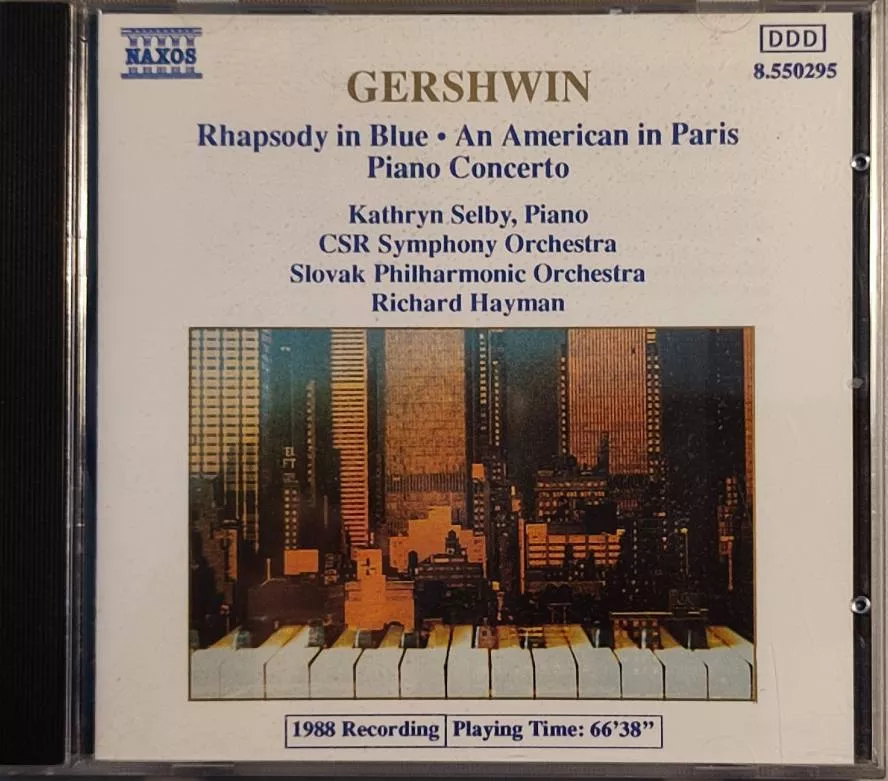 NAXOS
DDD
8.550295
GERSHWIN
Rhapsody in Blue • An American in Paris
Piano Concerto
Kathryn Selby, Piano
CSR Symphony Orchestra
Slovak Philharmonic Orchestra
Richard Hayman
1988 Recording Playing Time: 66'38”